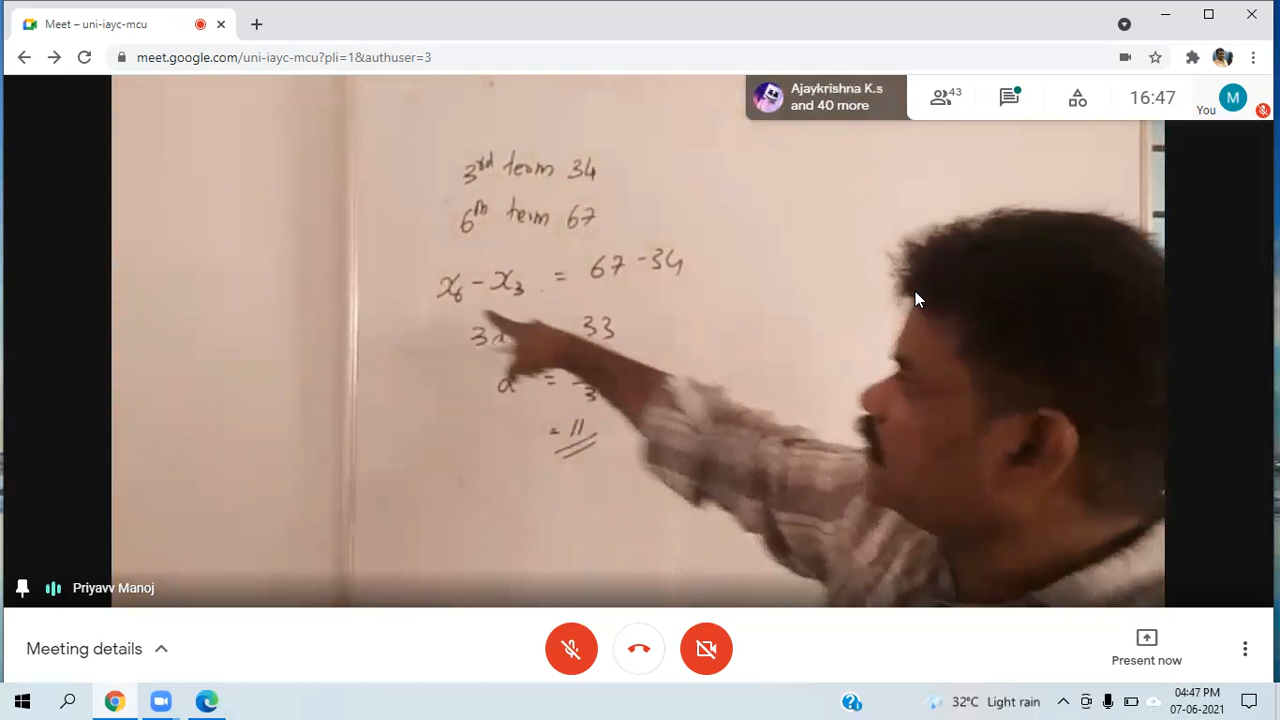 Meet – uni-iayc-mcu
meet.google.com/uni-iayc-mcu?pli=1&authuser=3
Ajaykrishna K.s
and 40 more
43
16:47
You
M
3rd term 34
6th term 67
x6 - x3 = 67 - 34
33
d =
3
= 11
Priyavv Manoj
Meeting details
Present now
32°C Light rain
04:47 PM
07-06-2021